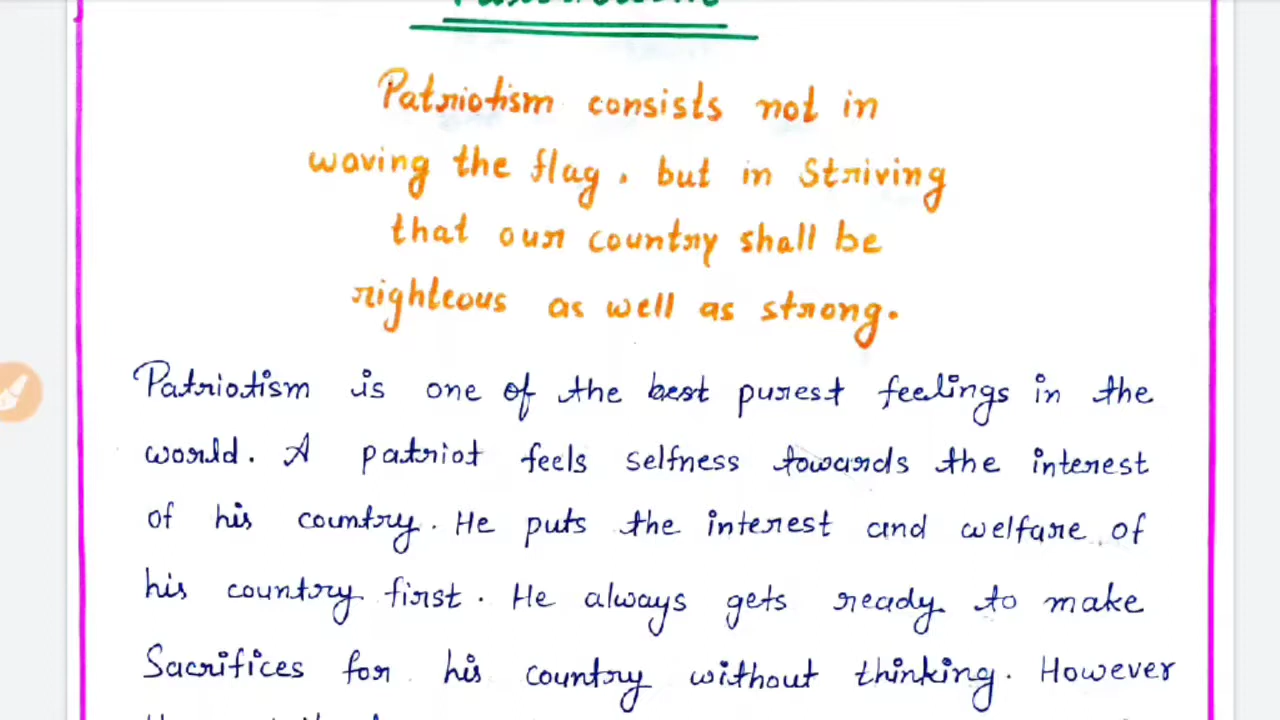 Patriotism consists not in
waving the flag. but in Striving
that our country shall be
righteous as well as strong.
Patriotism is one of the best purest feelings in the
world. A patriot feels selfness towards the interest
of his country. He puts the interest and welfare of
his country first. He always gets ready to make
Sacrifices for his country without thinking. However